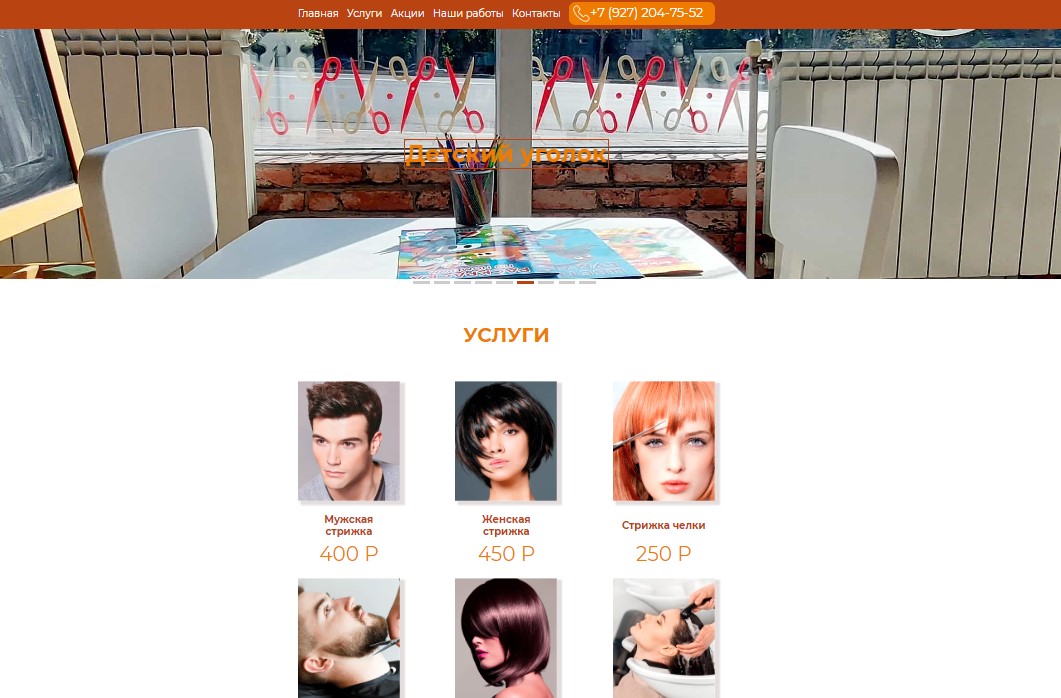 Главная Услуги Акции Наши работы Контакты +7 (927) 204-75-52
Детский уголок
УСЛУГИ
Мужская
стрижка
400 Р
Женская
стрижка
450 Р
Стрижка челки
250 Р